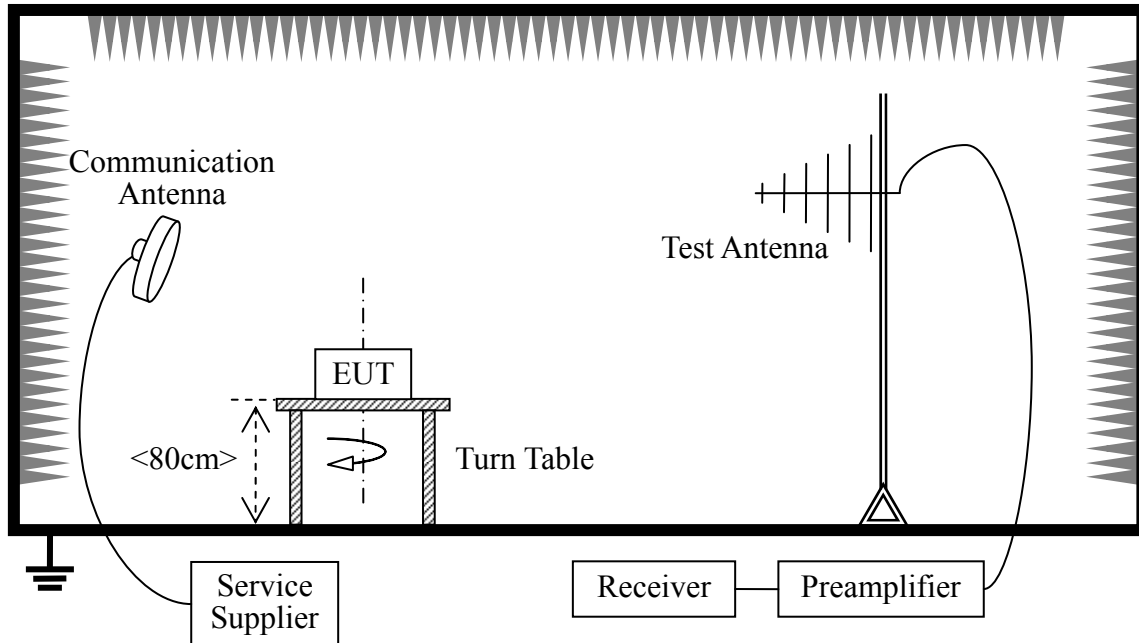 Communication
Antenna
Test Antenna
EUT
<80cm>
Turn Table
Service
Supplier
Receiver
Preamplifier